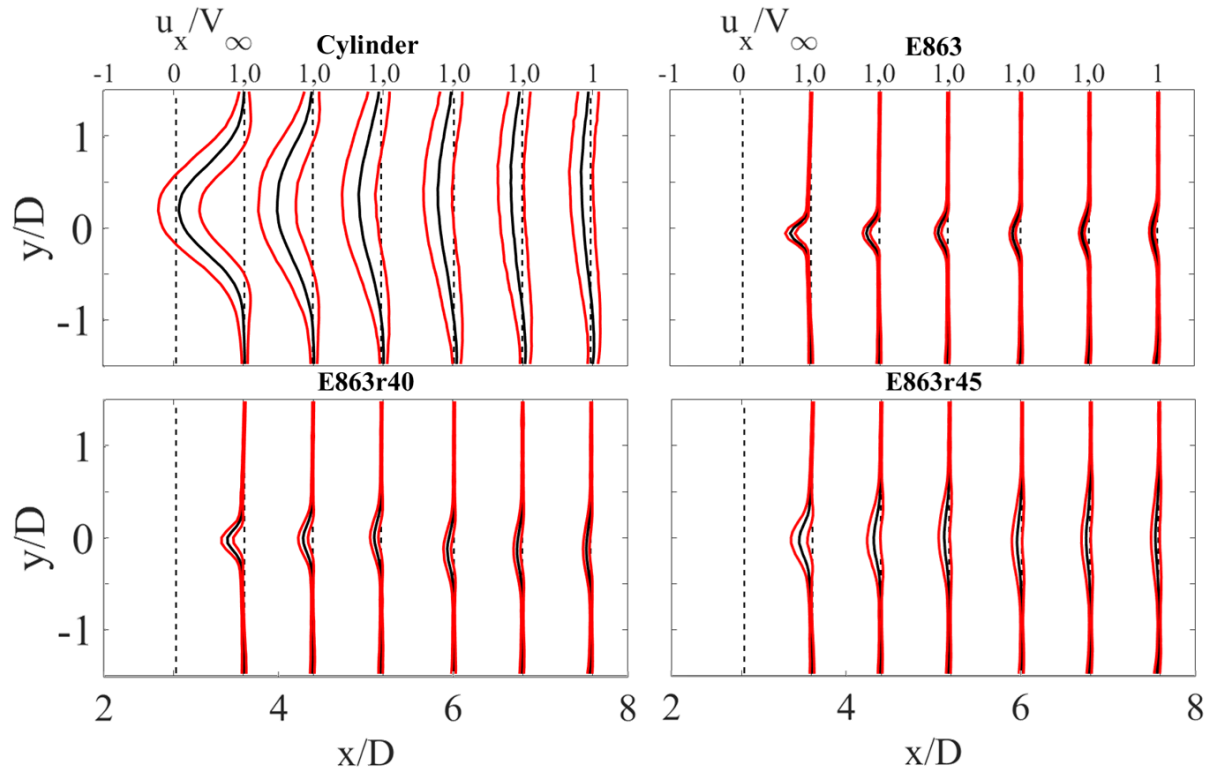 u_x/V_∞ u_x/V_∞
Cylinder E863
-1 0 1,0 1,0 1,0 1,0 1,0 1 -1 0 1,0 1,0 1,0 1,0 1,0 1
1
y/D 0
-1
E863r40 E863r45
1
y/D 0
-1
2 4 6 8 2 4 6 8
x/D x/D